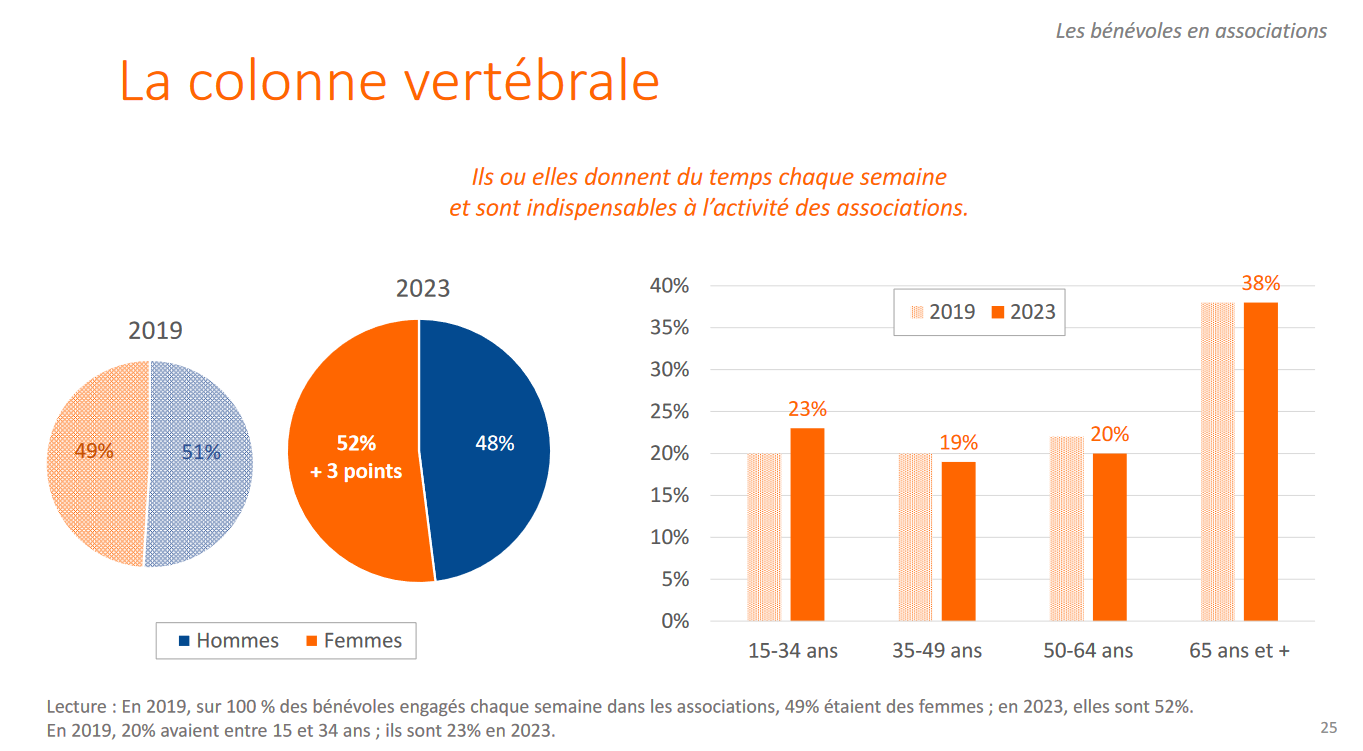 Les bénévoles en associations
La colonne vertébrale
Ils ou elles donnent du temps chaque semaine
et sont indispensables à l’activité des associations.
2019
49%
51%
2023
52%
+ 3 points
48%
Hommes Femmes
40%
35%
30%
25%
20%
15%
10%
5%
0%
2019 2023
23%
19%
20%
38%
15-34 ans 35-49 ans 50-64 ans 65 ans et +
Lecture : En 2019, sur 100 % des bénévoles engagés chaque semaine dans les associations, 49% étaient des femmes ; en 2023, elles sont 52%.
En 2019, 20% avaient entre 15 et 34 ans ; ils sont 23% en 2023.
25